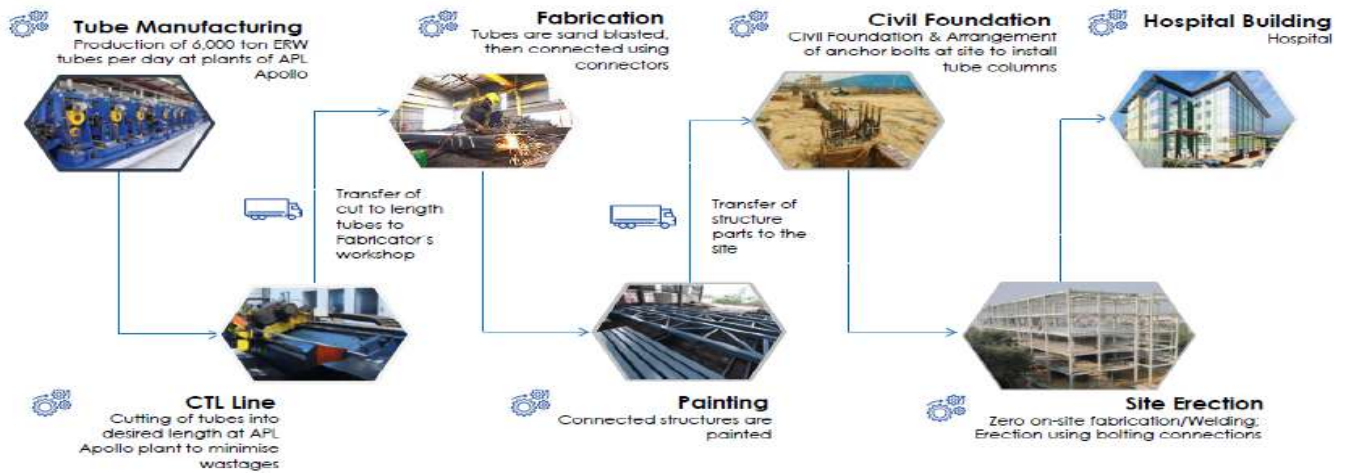 Tube Manufacturing
Production of 6,000 ton ERW
tubes per day at plants of APL
Apollo
CTL Line
Cutting of tubes into
desired length at APL
Apollo plant to minimise
wastages
Transfer of
cut to length
tubes to
Fabricator's
workshop
Fabrication
Tubes are sand blasted,
then connected using
connectors
Painting
Connected structures are
painted
Transfer of
structure
parts to the
site
Civil Foundation
Civil Foundation & Arrangement
of anchor bolts at site to install
tube columns
Site Erection
Zero on-site fabrication/Welding;
Erection using bolting connections
Hospital Building
Hospital